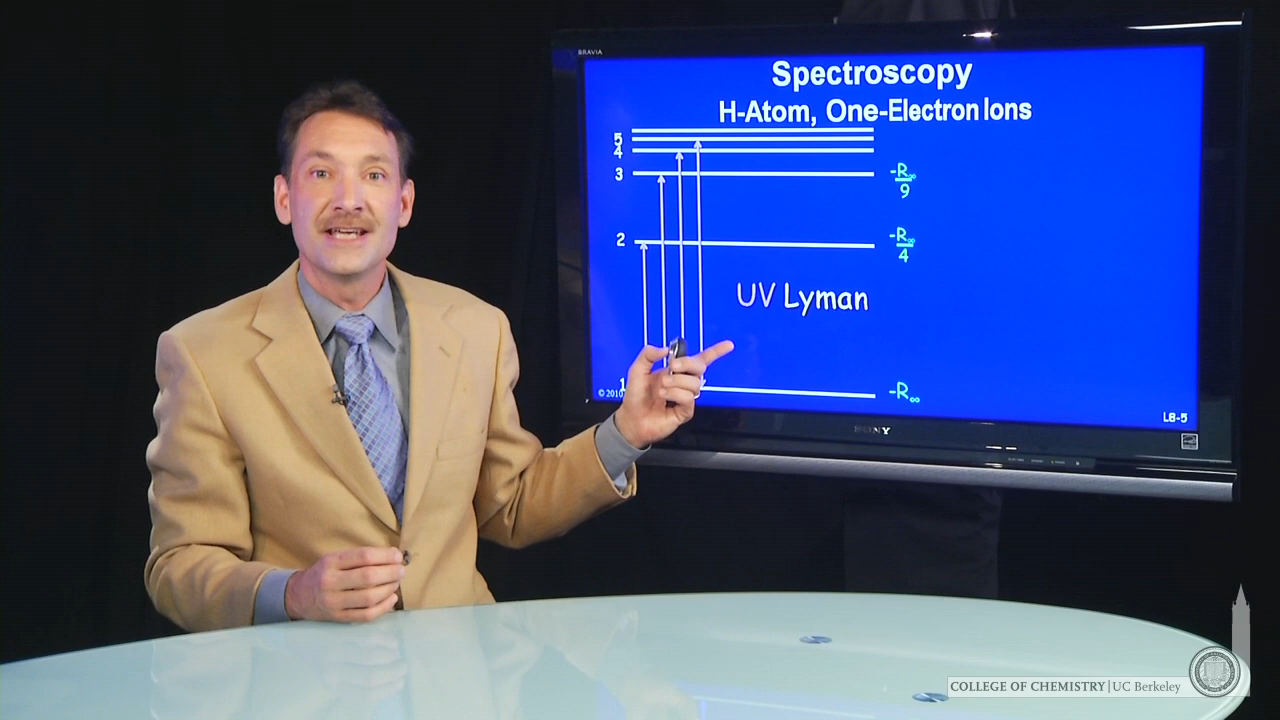 BRAVIA
Spectroscopy
H-Atom, One-Electron Ions
5
4
3
-R∞
9
2
-R∞
4
UV Lyman
1
-R∞
© 2010
L8-5
SONY
COLLEGE OF CHEMISTRY | UC Berkeley